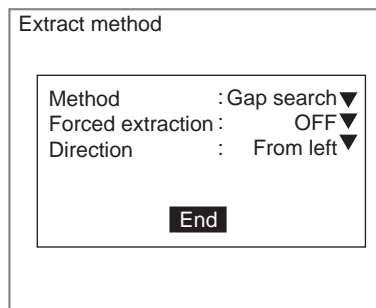 Extract method
Method : Gap search▼
Forced extraction : OFF▼
Direction : From left▼
End